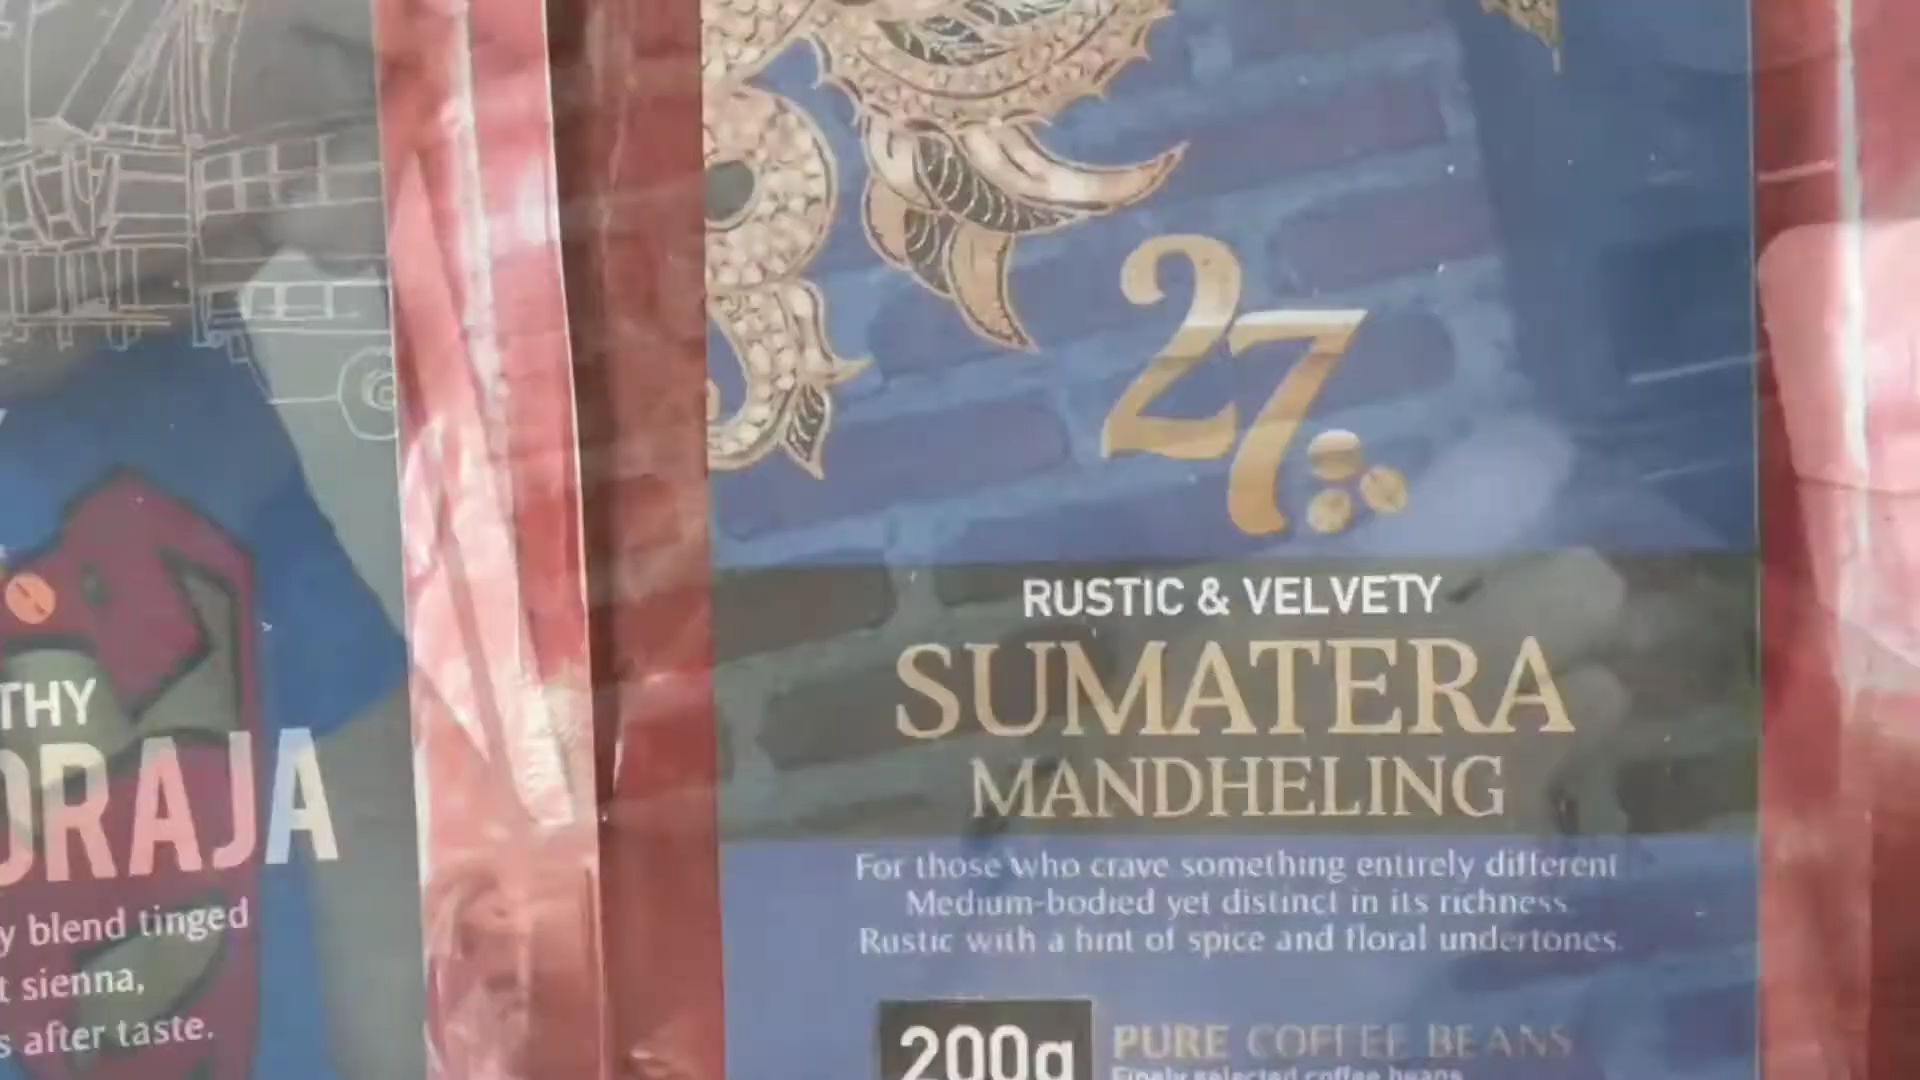 THY
ORAJA
y blend tinged
t sienna,
s after taste.
27
RUSTIC & VELVETY
SUMATERA
MANDHELING
For those who crave something entirely different
Medium-bodied yet distinct in its richness.
Rustic with a hint of spice and floral undertones.
200g
PURE COFFEE BEANS
Finely selected coffee beans